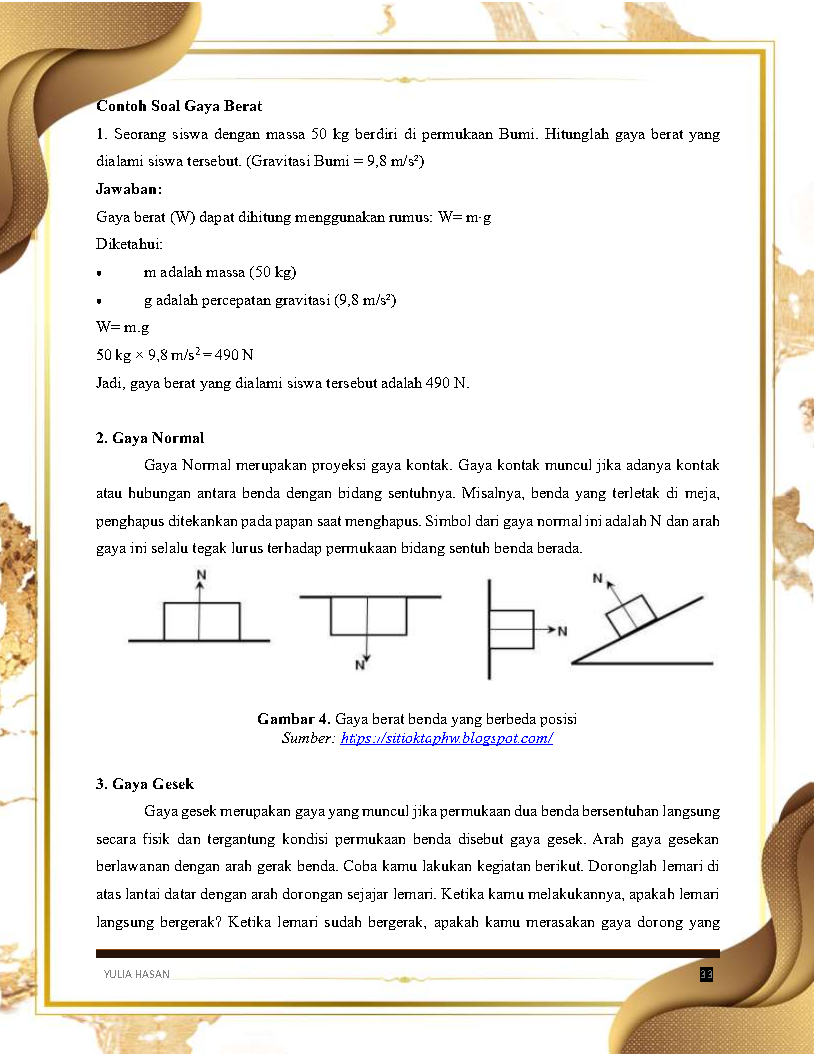 Contoh Soal Gaya Berat
1. Seorang siswa dengan massa 50 kg berdiri di permukaan Bumi. Hitunglah gaya berat yang
dialami siswa tersebut. (Gravitasi Bumi = 9,8 m/s²)
Jawaban:
Gaya berat (W) dapat dihitung menggunakan rumus: W= m·g
Diketahui:
• m adalah massa (50 kg)
• g adalah percepatan gravitasi (9,8 m/s²)
W= m.g
50 kg × 9,8 m/s² = 490 N
Jadi, gaya berat yang dialami siswa tersebut adalah 490 N.
2. Gaya Normal
Gaya Normal merupakan proyeksi gaya kontak. Gaya kontak muncul jika adanya kontak
atau hubungan antara benda dengan bidang sentuhnya. Misalnya, benda yang terletak di meja,
penghapus ditekankan pada papan saat menghapus. Simbol dari gaya normal ini adalah N dan arah
gaya ini selalu tegak lurus terhadap permukaan bidang sentuh benda berada.
N
N
N
N
Gambar 4. Gaya berat benda yang berbeda posisi
Sumber: https://sitioktaphw.blogspot.com/
3. Gaya Gesek
Gaya gesek merupakan gaya yang muncul jika permukaan dua benda bersentuhan langsung
secara fisik dan tergantung kondisi permukaan benda disebut gaya gesek. Arah gaya gesekan
berlawanan dengan arah gerak benda. Coba kamu lakukan kegiatan berikut. Doronglah lemari di
atas lantai datar dengan arah dorongan sejajar lemari. Ketika kamu melakukannya, apakah lemari
langsung bergerak? Ketika lemari sudah bergerak, apakah kamu merasakan gaya dorong yang
YULIA HASAN
33